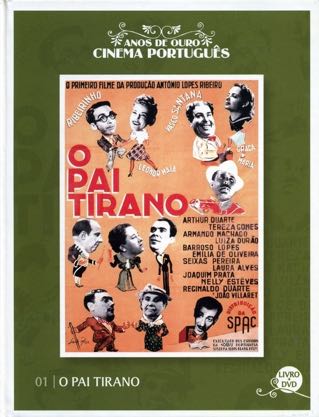 ANOS DE OURO
CINEMA PORTUGUÊS
O PRIMEIRO FILME DA PRODUÇÃO ANTÓNIO LOPES RIBEIRO
RIBEIRINHO
VASCO SANTANA
LEONOR MAIA
GRAÇA MARIA
O
PAI
TIRANO
ARTHUR DUARTE
TEREZA GOMES
ARMANDO MACHADO
LUIZA DURÃO
BARROSO LOPES
EMILIA DE OLIVEIRA
SEIXAS PEREIRA
LAURA ALVES
JOAQUIM PRATA
NELLY ESTEVES
REGINALDO DUARTE
JOÃO VILLARET
DISTRIBUIÇÃO
DA
SPAC
LIVRO
+
DVD
01 | O PAI TIRANO